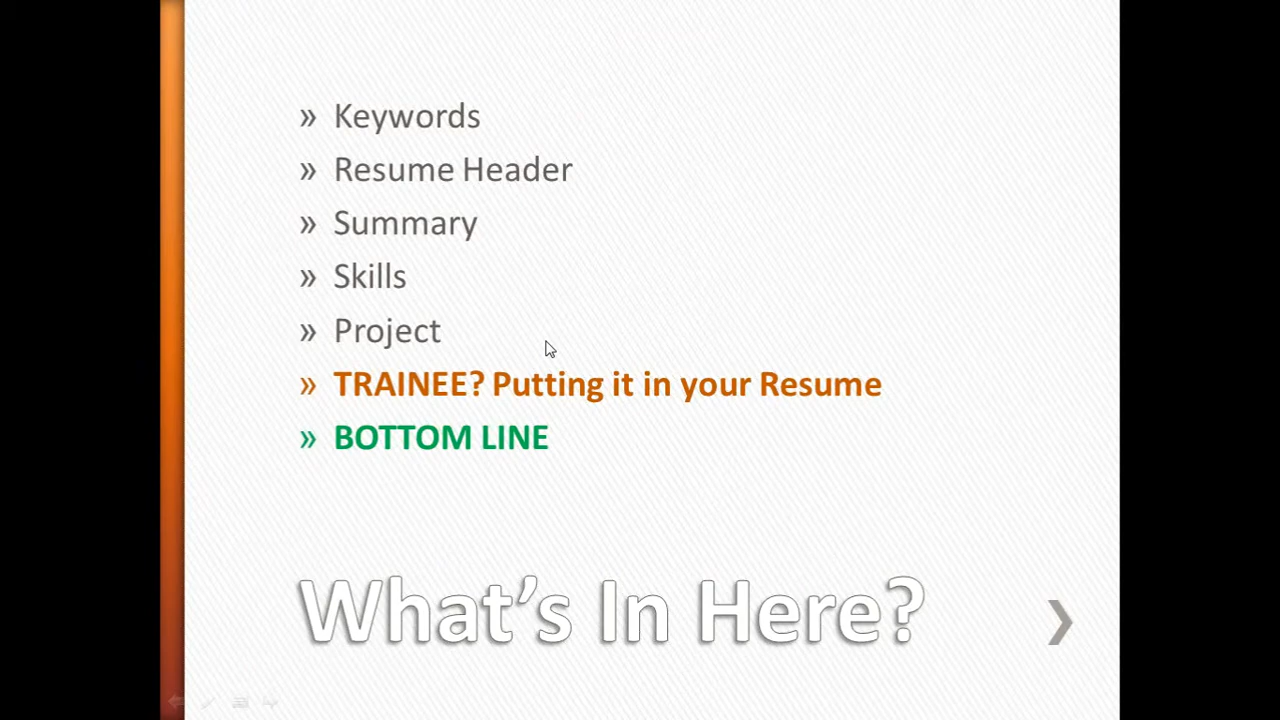 » Keywords
» Resume Header
» Summary
» Skills
» Project
» TRAINEE? Putting it in your Resume
» BOTTOM LINE
What’s In Here?